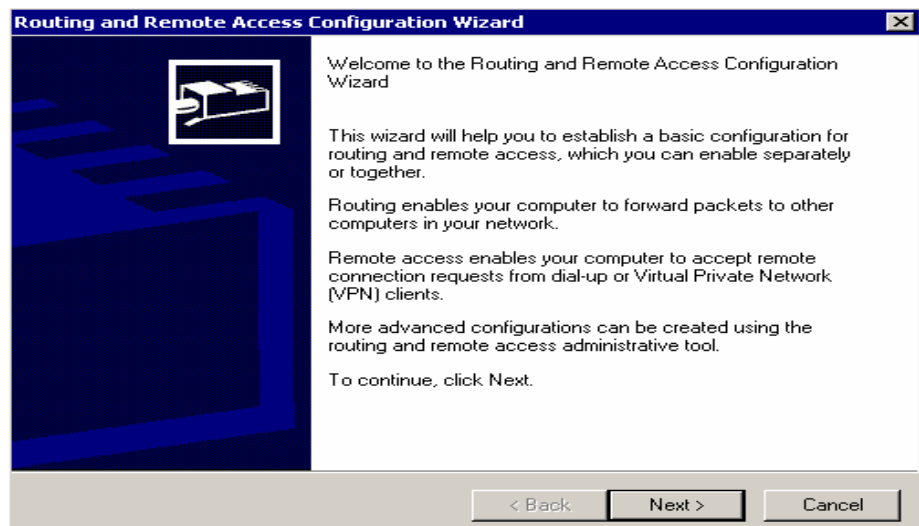 Routing and Remote Access Configuration Wizard
Welcome to the Routing and Remote Access Configuration
Wizard
This wizard will help you to establish a basic configuration for
routing and remote access, which you can enable separately
or together.
Routing enables your computer to forward packets to other
computers in your network.
Remote access enables your computer to accept remote
connection requests from dial-up or Virtual Private Network
(VPN) clients.
More advanced configurations can be created using the
routing and remote access administrative tool.
To continue, click Next.
< Back Next > Cancel